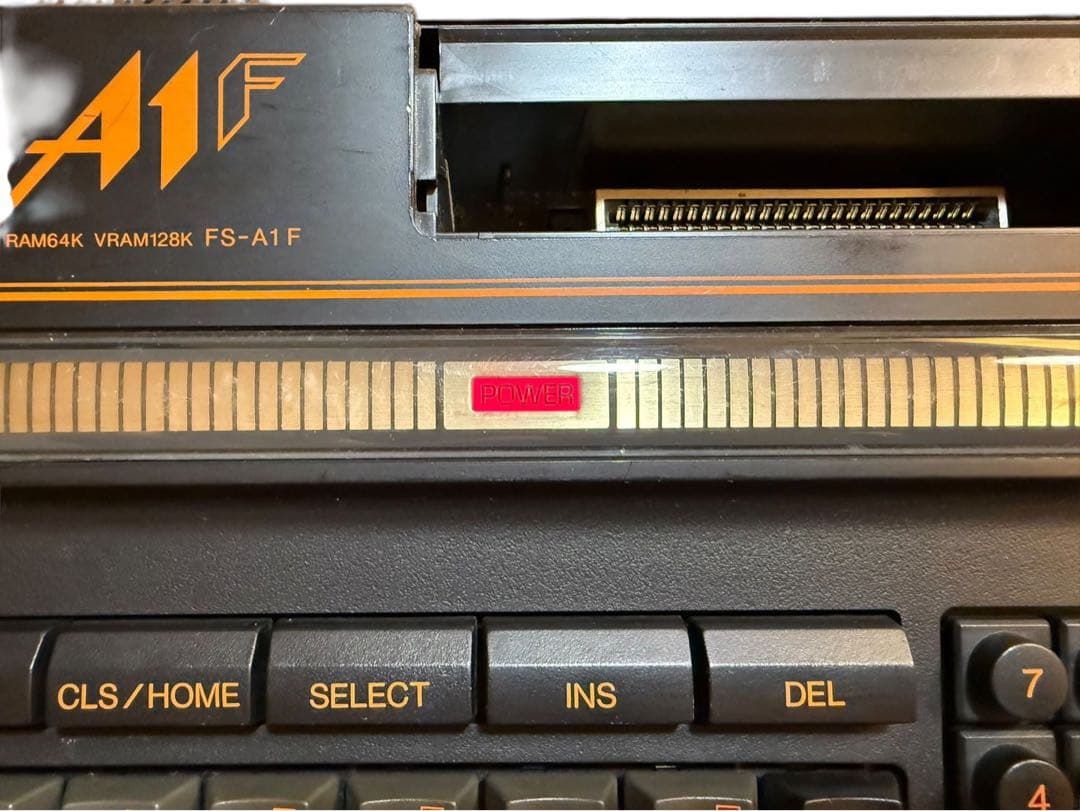 A1F
RAM64K VRAM128K FS-A1F
POWER
CLS/HOME SELECT INS DEL
7
4